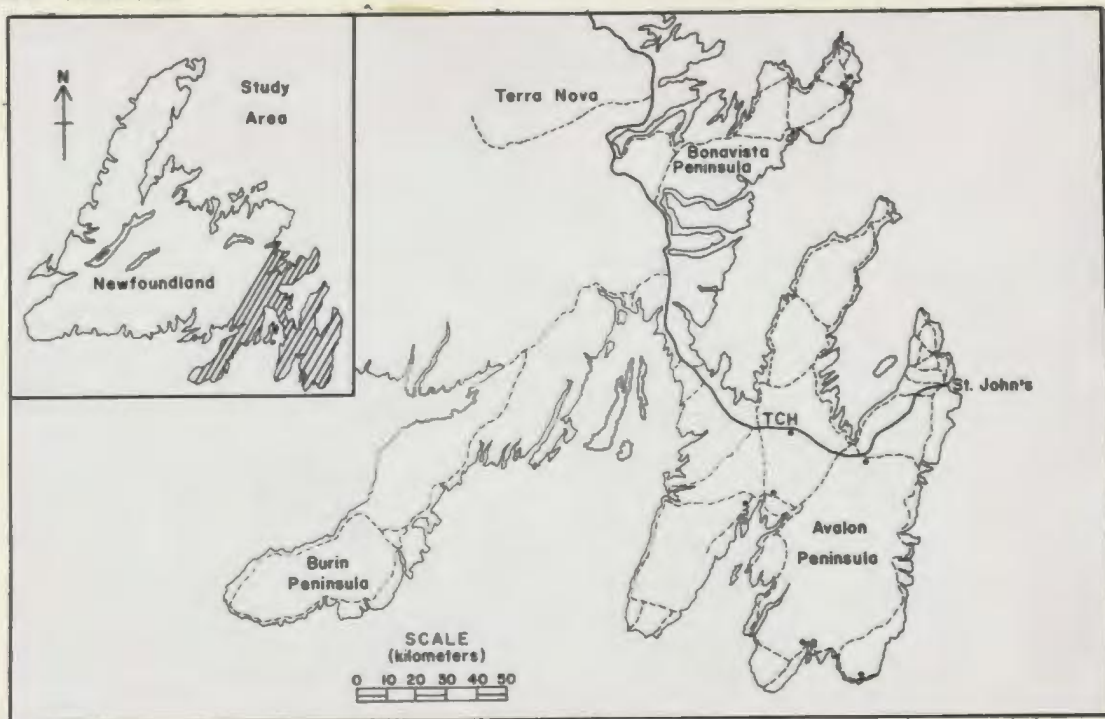 N
Study
Area
Newfoundland
Terra Nova
Bonavista
Peninsula
St. John's
TCH
Avalon
Peninsula
Burin
Peninsula
SCALE
(kilometers)
0 10 20 30 40 50